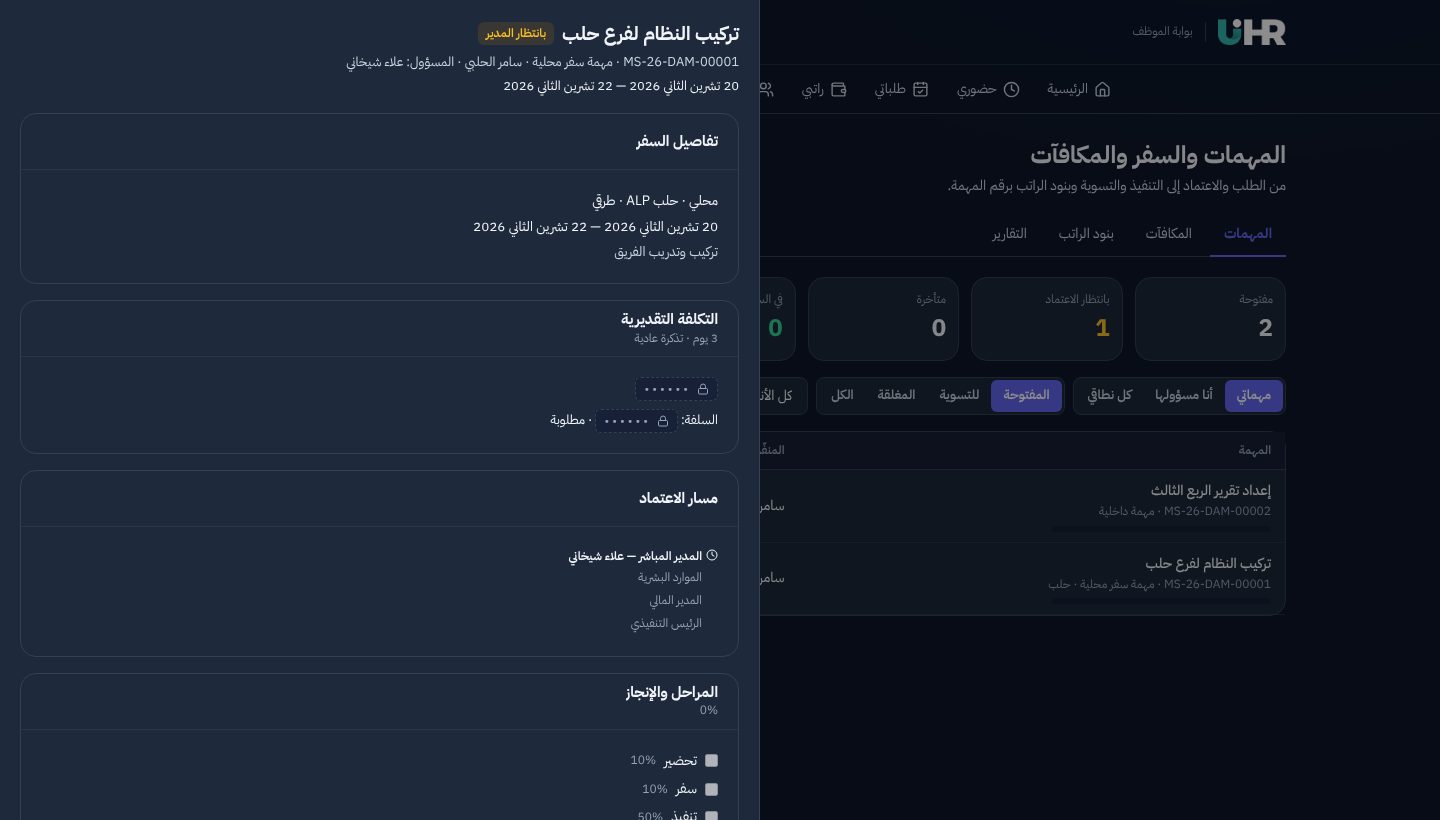 UHR
بوابة الموظف
الرئيسية
حضوري
طلباتي
راتبي
المهمات والسفر والمكافآت
من الطلب والاعتماد إلى التنفيذ والتسوية وبنود الراتب برقم المهمة.
المهمات
المكافآت
بنود الراتب
التقارير
مفتوحة
2
بانتظار الاعتماد
1
متأخرة
0
في
0
مهماتي
أنا مسؤولها
كل نطاقي
المفتوحة
للتسوية
المغلقة
الكل
كل
المهمة
إعداد تقرير الربع الثالث
MS-26-DAM-00002 · مهمة داخلية
سامر
تركيب النظام لفرع حلب
MS-26-DAM-00001 · مهمة سفر محلية · حلب
سامر
تركيب النظام لفرع حلب
بانتظار المدير
MS-26-DAM-00001 · مهمة سفر محلية · سامر الحلبي · المسؤول: علاء شيخاني
20 تشرين الثاني 2026 — 22 تشرين الثاني 2026
تفاصيل السفر
محلي · حلب ALP · طرقي
20 تشرين الثاني 2026 — 22 تشرين الثاني 2026
تركيب وتدريب الفريق
التكلفة التقديرية
3 يوم · تذكرة عادية
••••••
السلفة: •••••• · مطلوبة
مسار الاعتماد
المدير المباشر — علاء شيخاني
الموارد البشرية
المدير المالي
الرئيس التنفيذي
المراحل والإنجاز
0%
تحضير 10%
سفر 10%
تنفيذ 50%